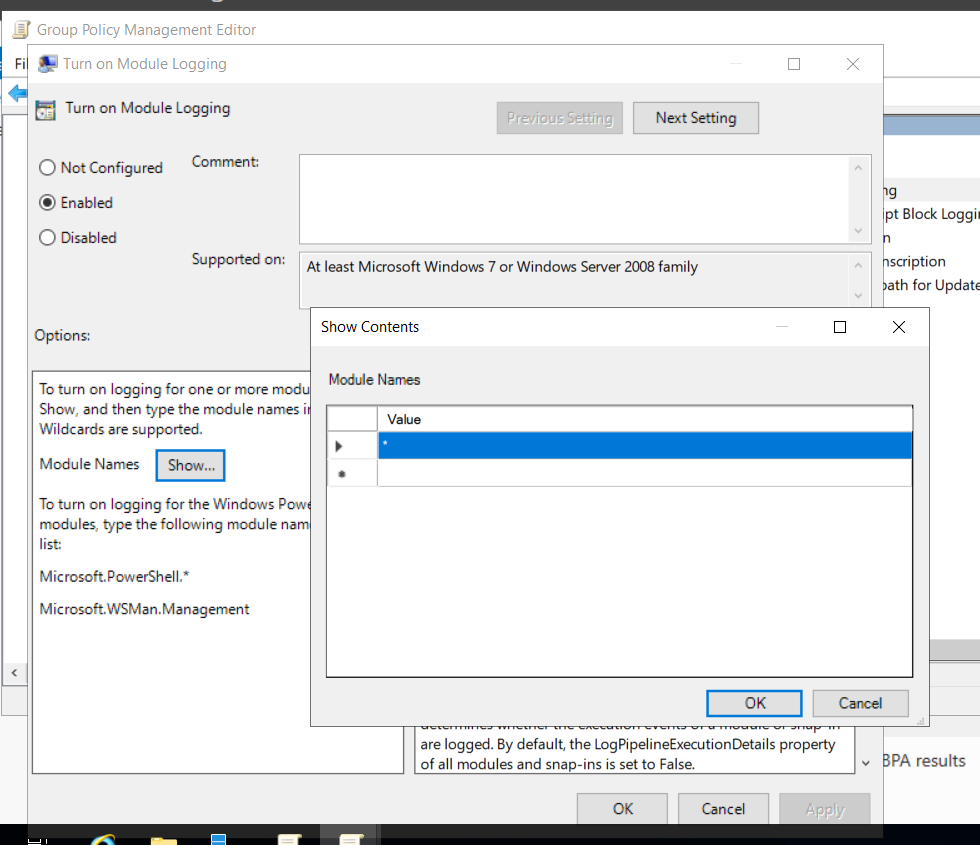 Group Policy Management Editor
Fil
Turn on Module Logging
Turn on Module Logging
Previous Setting
Next Setting
Not Configured
Enabled
Disabled
Comment:
Supported on:
At least Microsoft Windows 7 or Windows Server 2008 family
ng
ipt Block Loggin
n
nscription
path for Update
Options:
To turn on logging for one or more modu
Show, and then type the module names in
Wildcards are supported.
Module Names
Show...
To turn on logging for the Windows Powe
modules, type the following module nam
list:
Microsoft.PowerShell.*
Microsoft.WSMan.Management
Show Contents
Module Names
Value
*
OK
Cancel
determines whether the execution events of a module or snap-in
are logged. By default, the LogPipelineExecutionDetails property
of all modules and snap-ins is set to False.
BPA results
OK
Cancel
Apply